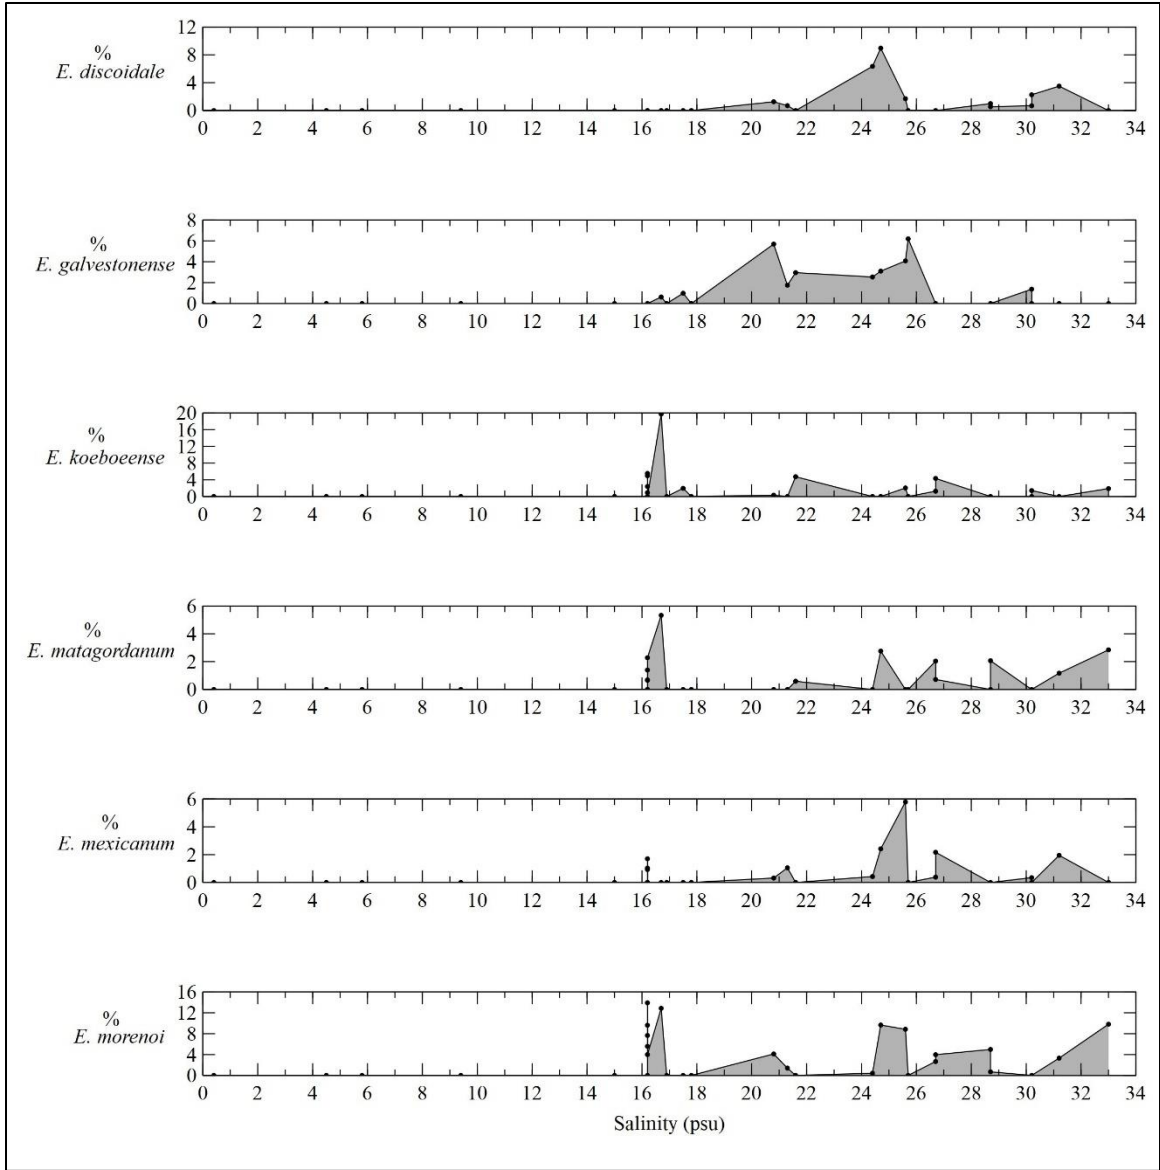 12
%
8
E. discoidale
4
0
0 2 4 6 8 10 12 14 16 18 20 22 24 26 28 30 32 34
8
%
6
E. galvestonense
4
2
0
0 2 4 6 8 10 12 14 16 18 20 22 24 26 28 30 32 34
20
%
16
12
E. koeboeense
8
4
0
0 2 4 6 8 10 12 14 16 18 20 22 24 26 28 30 32 34
6
%
4
E. matagordanum
2
0
0 2 4 6 8 10 12 14 16 18 20 22 24 26 28 30 32 34
6
%
4
E. mexicanum
2
0
0 2 4 6 8 10 12 14 16 18 20 22 24 26 28 30 32 34
16
%
12
E. morenoi
8
4
0
0 2 4 6 8 10 12 14 16 18 20 22 24 26 28 30 32 34
Salinity (psu)